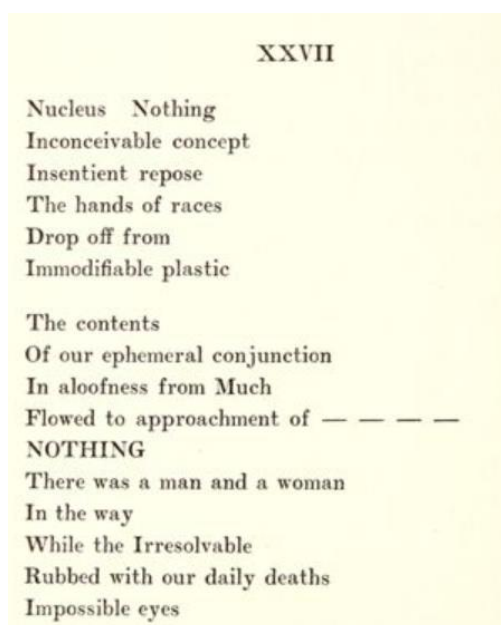 XXVII
Nucleus Nothing
Inconceivable concept
Insentient repose
The hands of races
Drop off from
Immodifiable plastic
The contents
Of our ephemeral conjunction
In aloofness from Much
Flowed to approachment of — — — —
NOTHING
There was a man and a woman
In the way
While the Irresolvable
Rubbed with our daily deaths
Impossible eyes